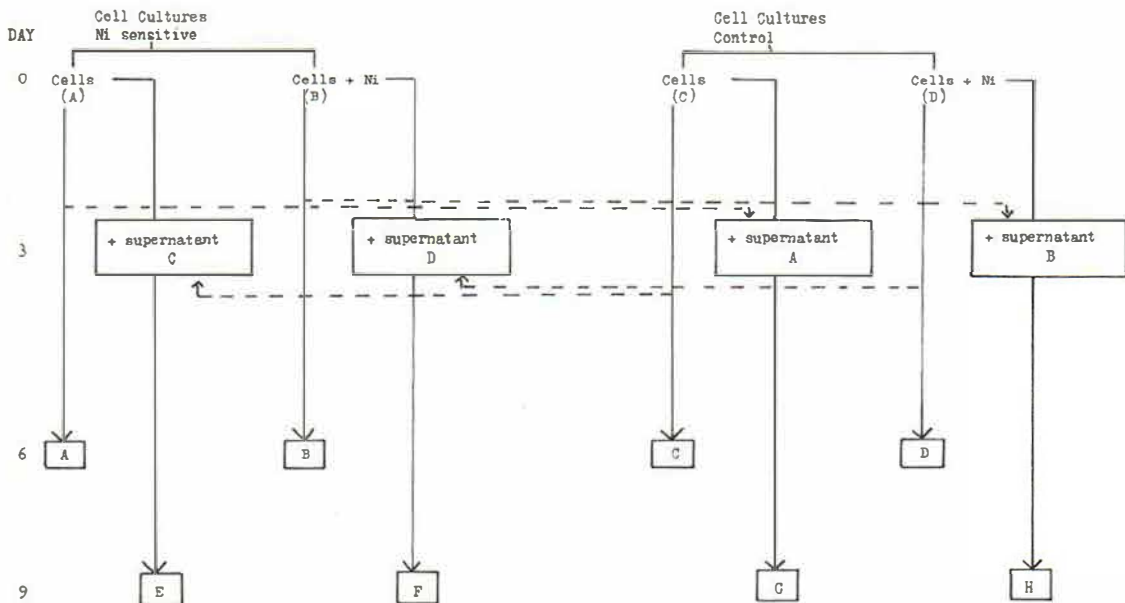 Cell Cultures
Ni sensitive
Cell Cultures
Control
DAY
0
Cells
(A)
Cells + Ni
(B)
Cells
(C)
Cells + Ni
(D)
3
+ supernatant
C
+ supernatant
D
+ supernatant
A
+ supernatant
B
6
A
B
C
D
9
E
F
G
H